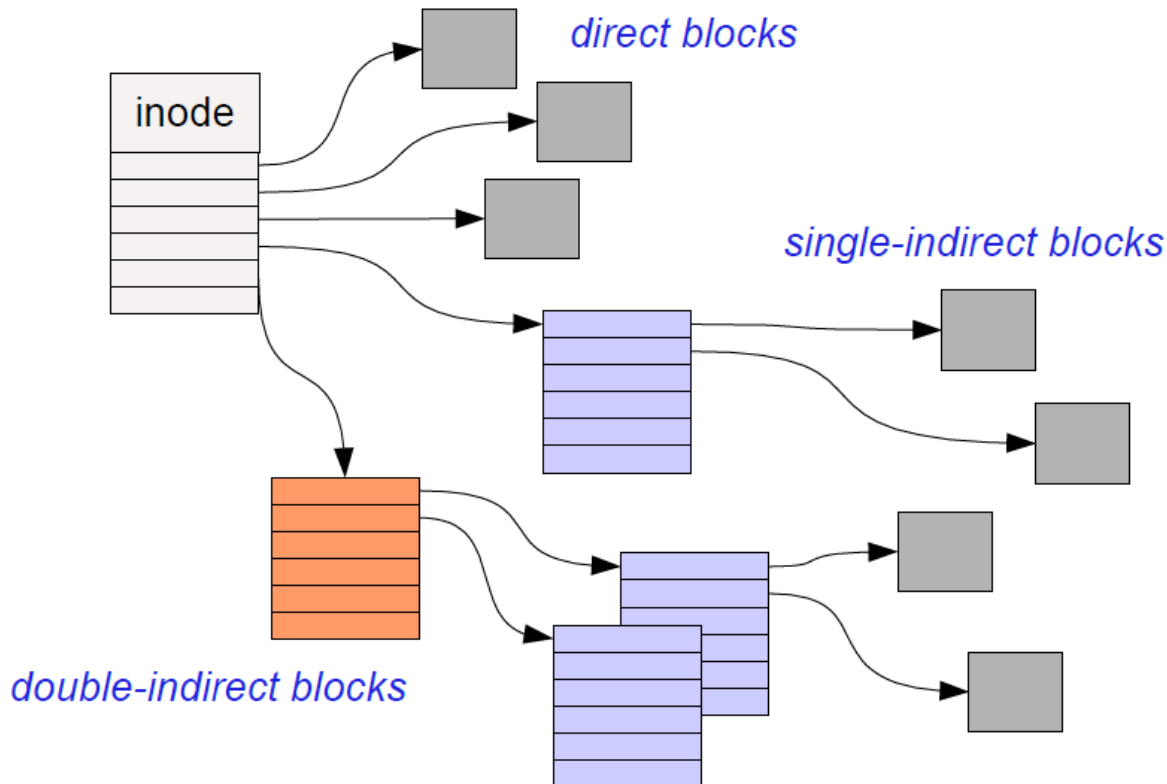 direct blocks
inode
single-indirect blocks
double-indirect blocks